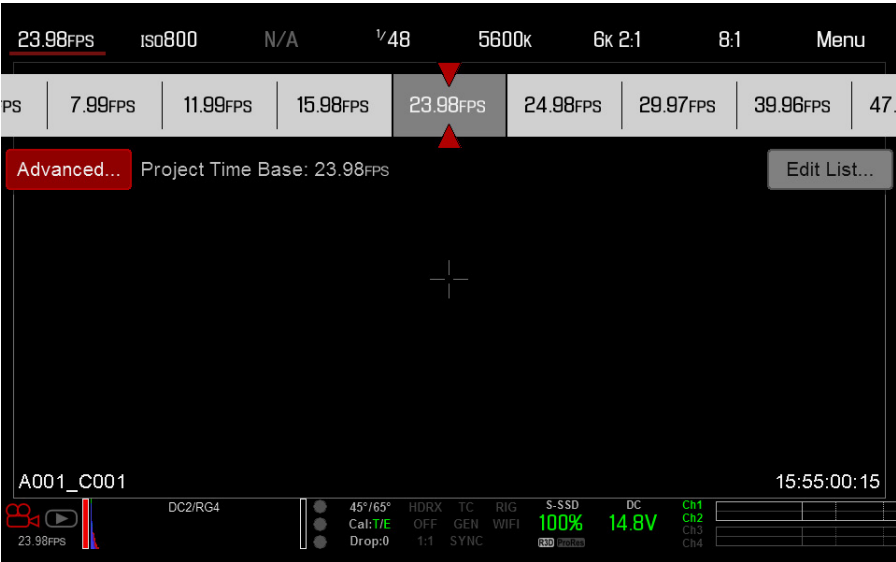 23.98FPS ISO800 N/A 1/48 5600K 6K 2:1 8:1 Menu
PS 7.99FPS 11.99FPS 15.98FPS 23.98FPS 24.98FPS 29.97FPS 39.96FPS 47.
Advanced... Project Time Base: 23.98FPS Edit List...
A001_C001 15:55:00:15
DC2/RG4 45°/65° HDRX TC RIG S-SSD DC Ch1
Cal:T/E OFF GEN WIFI 100% 14.8V Ch2
Ch3
23.98FPS Drop:0 1:1 SYNC R3D ProRes Ch4